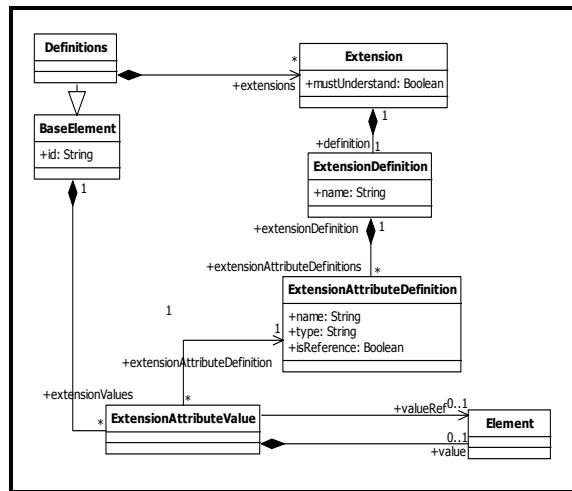 Definitions
Extension
+mustUnderstand: Boolean
*
+extensions
BaseElement
+id: String
1
+definition
1
ExtensionDefinition
+name: String
1
1
+extensionDefinition
+extensionAttributeDefinitions
*
ExtensionAttributeDefinition
+name: String
+type: String
+isReference: Boolean
1
1
+extensionAttributeDefinition
+extensionValues
*
*
ExtensionAttributeValue
+valueRef
0..1
Element
0..1
+value